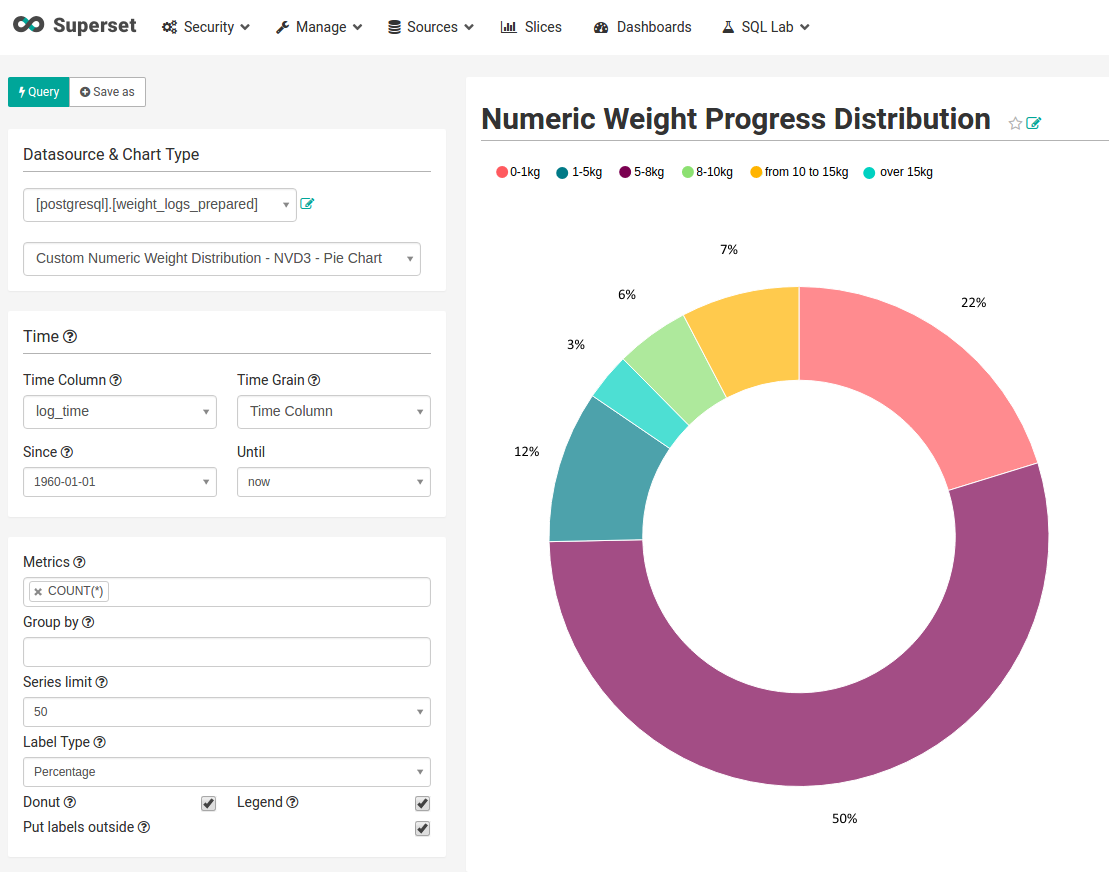 Superset Security Manage Sources Slices Dashboards SQL Lab
Query Save as
Datasource & Chart Type
[postgresql].[weight_logs_prepared]
Custom Numeric Weight Distribution - NVD3 - Pie Chart
Time
Time Column Time Grain
log_time Time Column
Since Until
1960-01-01 now
Metrics
× COUNT(*)
Group by
Series limit
50
Label Type
Percentage
Donut Legend
Put labels outside
Numeric Weight Progress Distribution
0-1kg 1-5kg 5-8kg 8-10kg from 10 to 15kg over 15kg
7%
6%
22%
3%
12%
50%